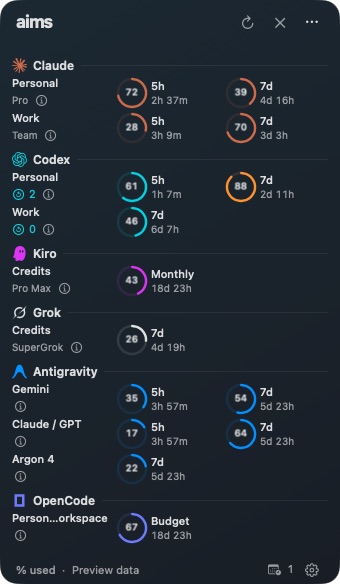 aims
Claude
Personal 72 5h 39 7d
Pro 2h 37m 4d 16h
Work 28 5h 70 7d
Team 3h 9m 3d 3h
Codex
Personal 61 5h 88 7d
2 1h 7m 2d 11h
Work 46 7d
0 6d 7h
Kiro
Credits 43 Monthly
Pro Max 18d 23h
Grok
Credits 26 7d
SuperGrok 4d 19h
Antigravity
Gemini 35 5h 54 7d
3h 57m 5d 23h
Claude / GPT 17 5h 64 7d
3h 57m 5d 23h
Argon 4 22 7d
5d 23h
OpenCode
Person...orkspace 67 Budget
18d 23h
% used · Preview data 1